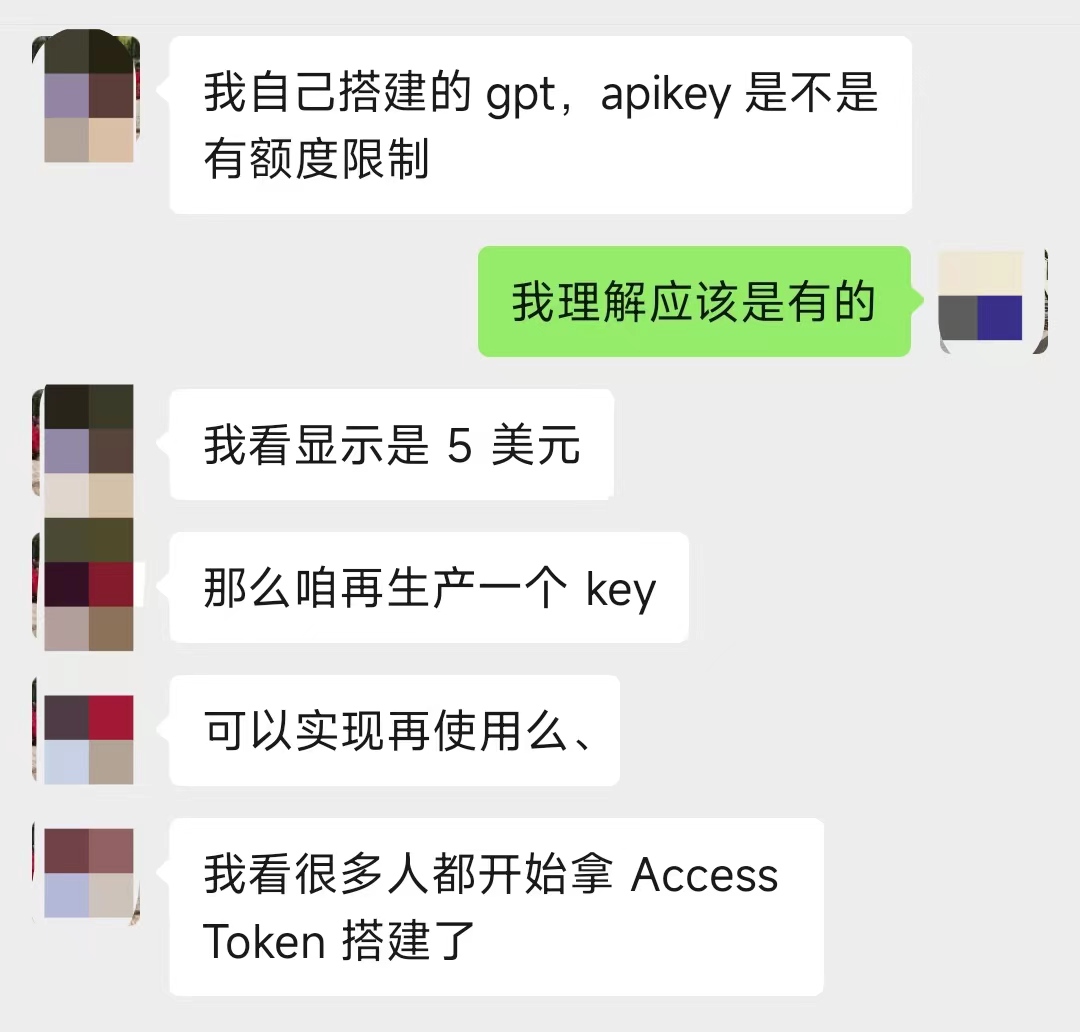 我自己搭建的 gpt，apikey 是不是
有额度限制
我理解应该是有的
我看显示是 5 美元
那么咱再生产一个 key
可以实现再使用么、
我看很多人都开始拿 Access
Token 搭建了